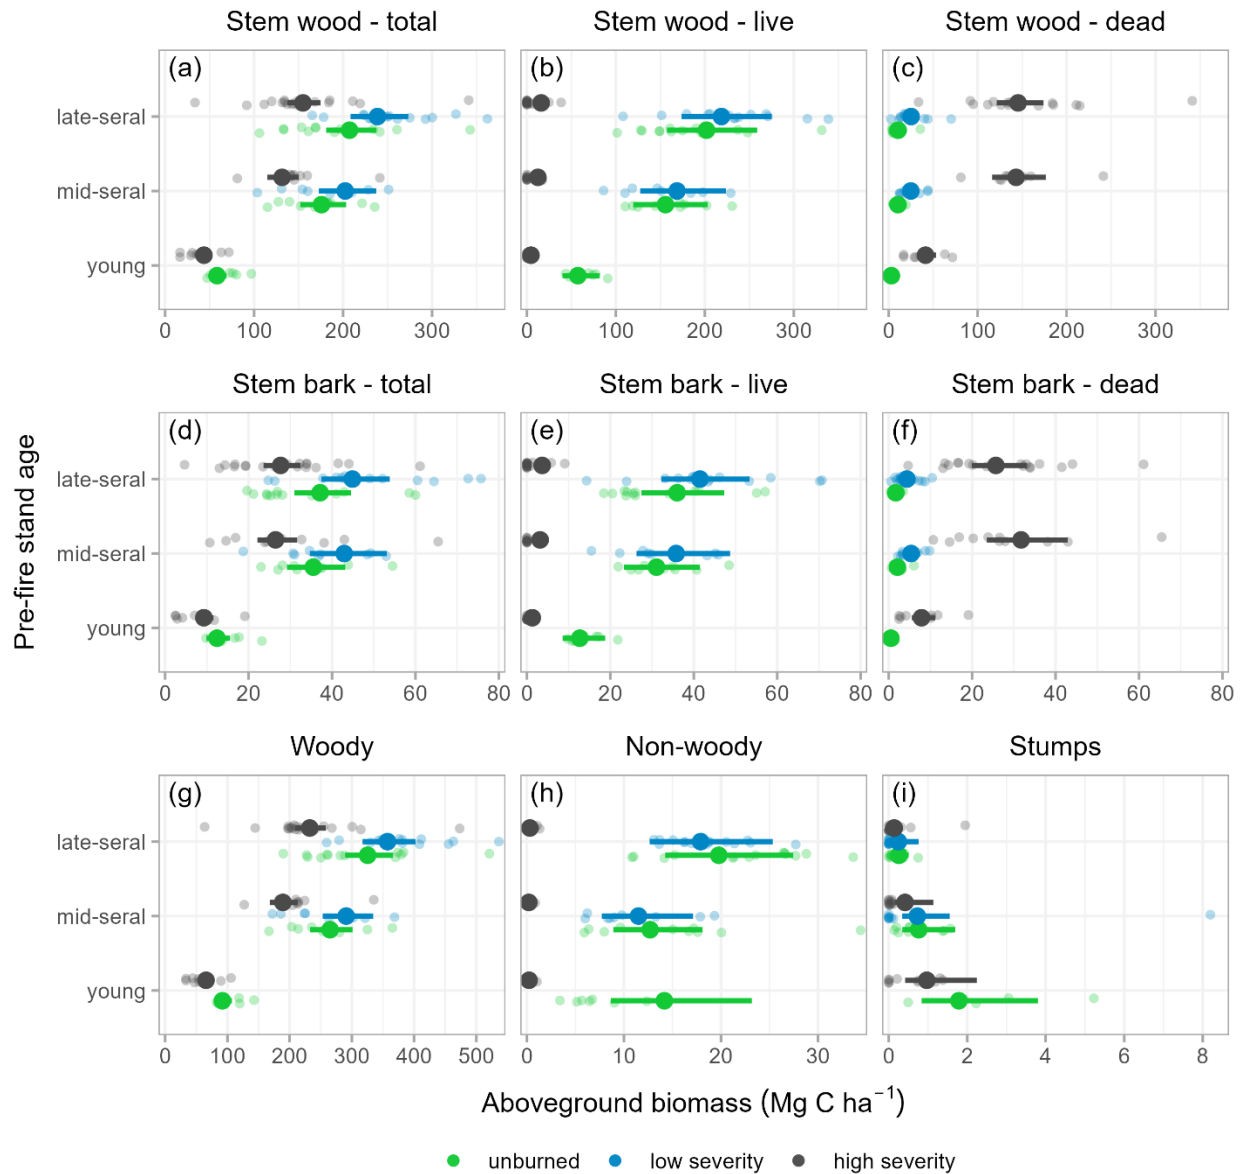 Stem wood - total Stem wood - live Stem wood - dead
(a) (b) (c)
late-seral
mid-seral
young
0 100 200 300 0 100 200 300 0 100 200 300
Stem bark - total Stem bark - live Stem bark - dead
(d) (e) (f)
late-seral
mid-seral
young
0 20 40 60 80 0 20 40 60 80 0 20 40 60 80
Pre-fire stand age
Woody Non-woody Stumps
(g) (h) (i)
late-seral
mid-seral
young
0 100 200 300 400 500 0 10 20 30 0 2 4 6 8
Aboveground biomass (Mg C ha⁻¹)
unburned low severity high severity